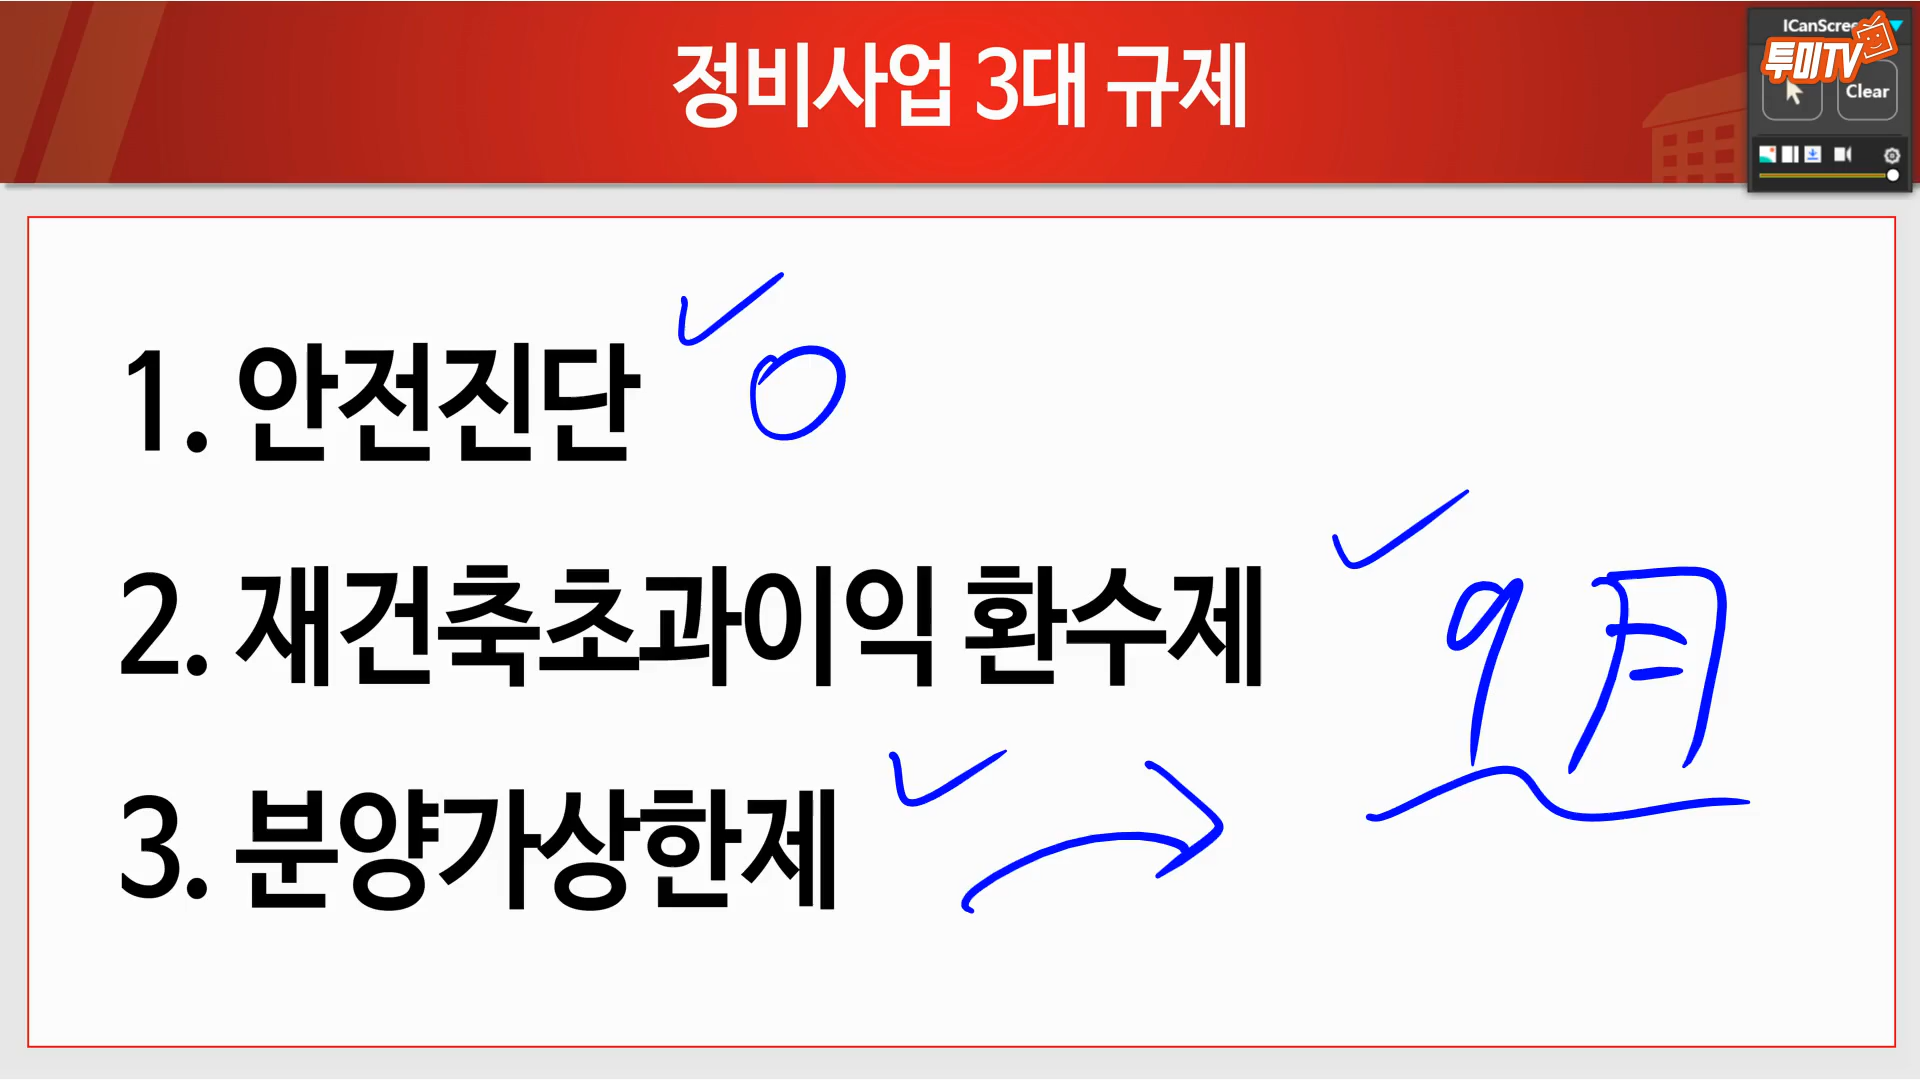 정비사업 3대 규제
ICanScre
투미TV
Clear
1. 안전진단
2. 재건축초과이익 환수제
9月
3. 분양가상한제